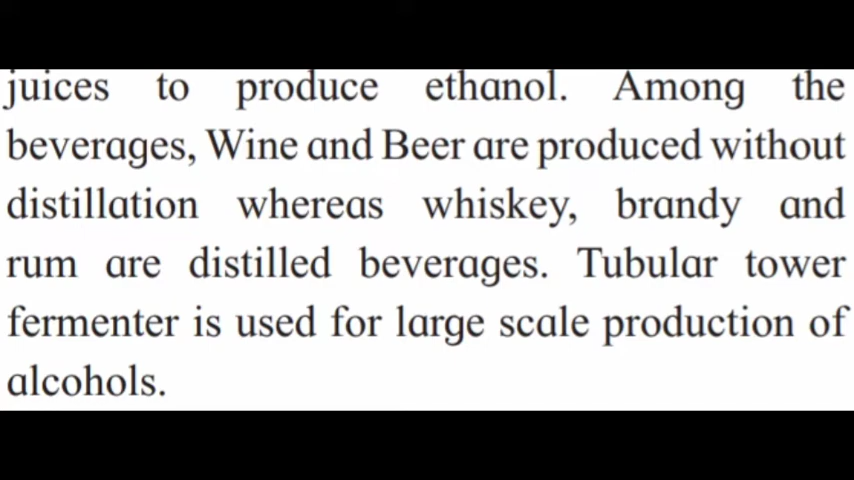 juices to produce ethanol. Among the
beverages, Wine and Beer are produced without
distillation whereas whiskey, brandy and
rum are distilled beverages. Tubular tower
fermenter is used for large scale production of
alcohols.